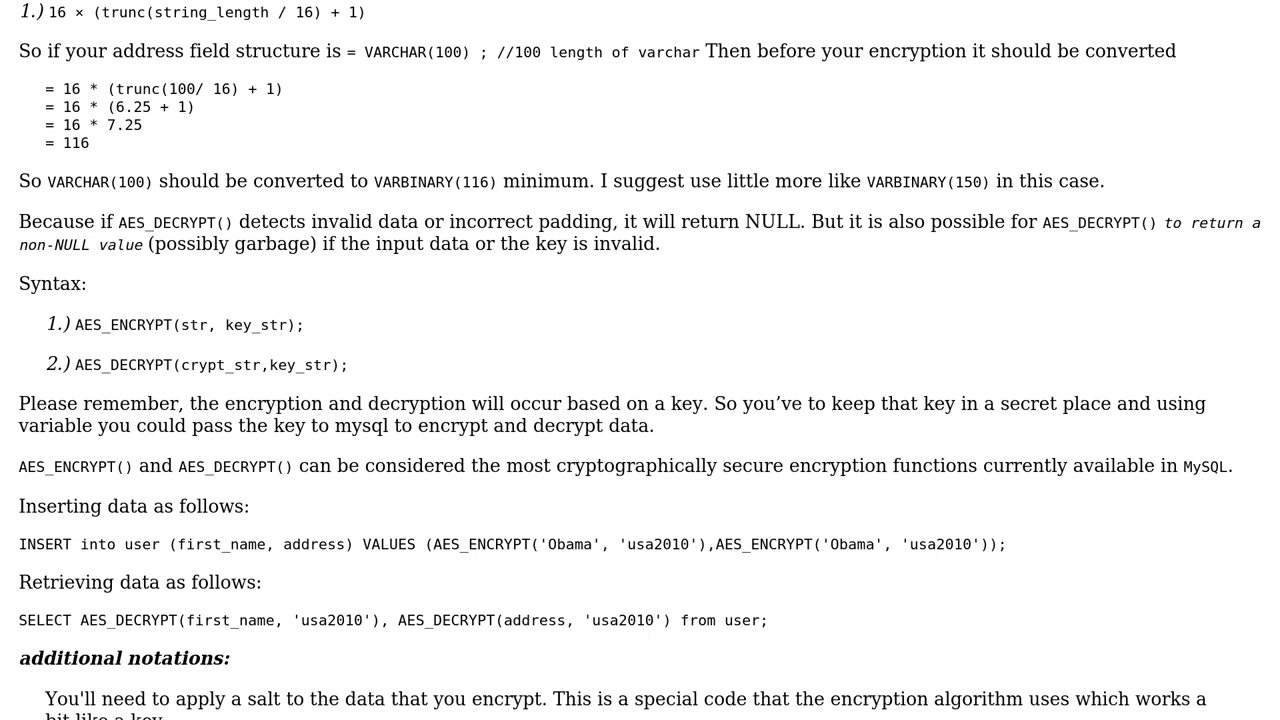 1.) 16 × (trunc(string_length / 16) + 1)
So if your address field structure is = VARCHAR(100) ; //100 length of varchar Then before your encryption it should be converted
= 16 * (trunc(100/ 16) + 1)
= 16 * (6.25 + 1)
= 16 * 7.25
= 116
So VARCHAR(100) should be converted to VARBINARY(116) minimum. I suggest use little more like VARBINARY(150) in this case.
Because if AES_DECRYPT() detects invalid data or incorrect padding, it will return NULL. But it is also possible for AES_DECRYPT() to return a
non-NULL value (possibly garbage) if the input data or the key is invalid.
Syntax:
1.) AES_ENCRYPT(str, key_str);
2.) AES_DECRYPT(crypt_str,key_str);
Please remember, the encryption and decryption will occur based on a key. So you’ve to keep that key in a secret place and using
variable you could pass the key to mysql to encrypt and decrypt data.
AES_ENCRYPT() and AES_DECRYPT() can be considered the most cryptographically secure encryption functions currently available in MySQL.
Inserting data as follows:
INSERT into user (first_name, address) VALUES (AES_ENCRYPT('Obama', 'usa2010'),AES_ENCRYPT('Obama', 'usa2010'));
Retrieving data as follows:
SELECT AES_DECRYPT(first_name, 'usa2010'), AES_DECRYPT(address, 'usa2010') from user;
additional notations:
You'll need to apply a salt to the data that you encrypt. This is a special code that the encryption algorithm uses which works a
bit like a key.